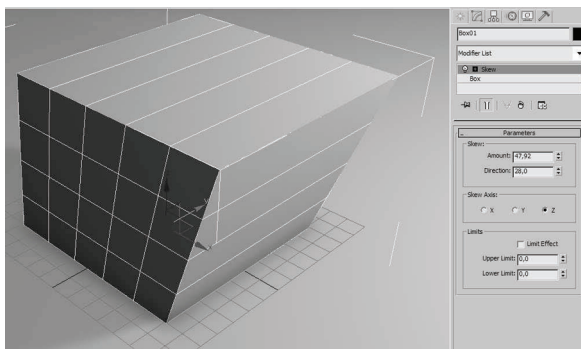 Box01
Modifier List
Skew
Box
Parameters
Skew:
Amount: 47,92
Direction: 28,0
Skew Axis:
X Y Z
Limits
Limit Effect
Upper Limit: 0,0
Lower Limit: 0,0